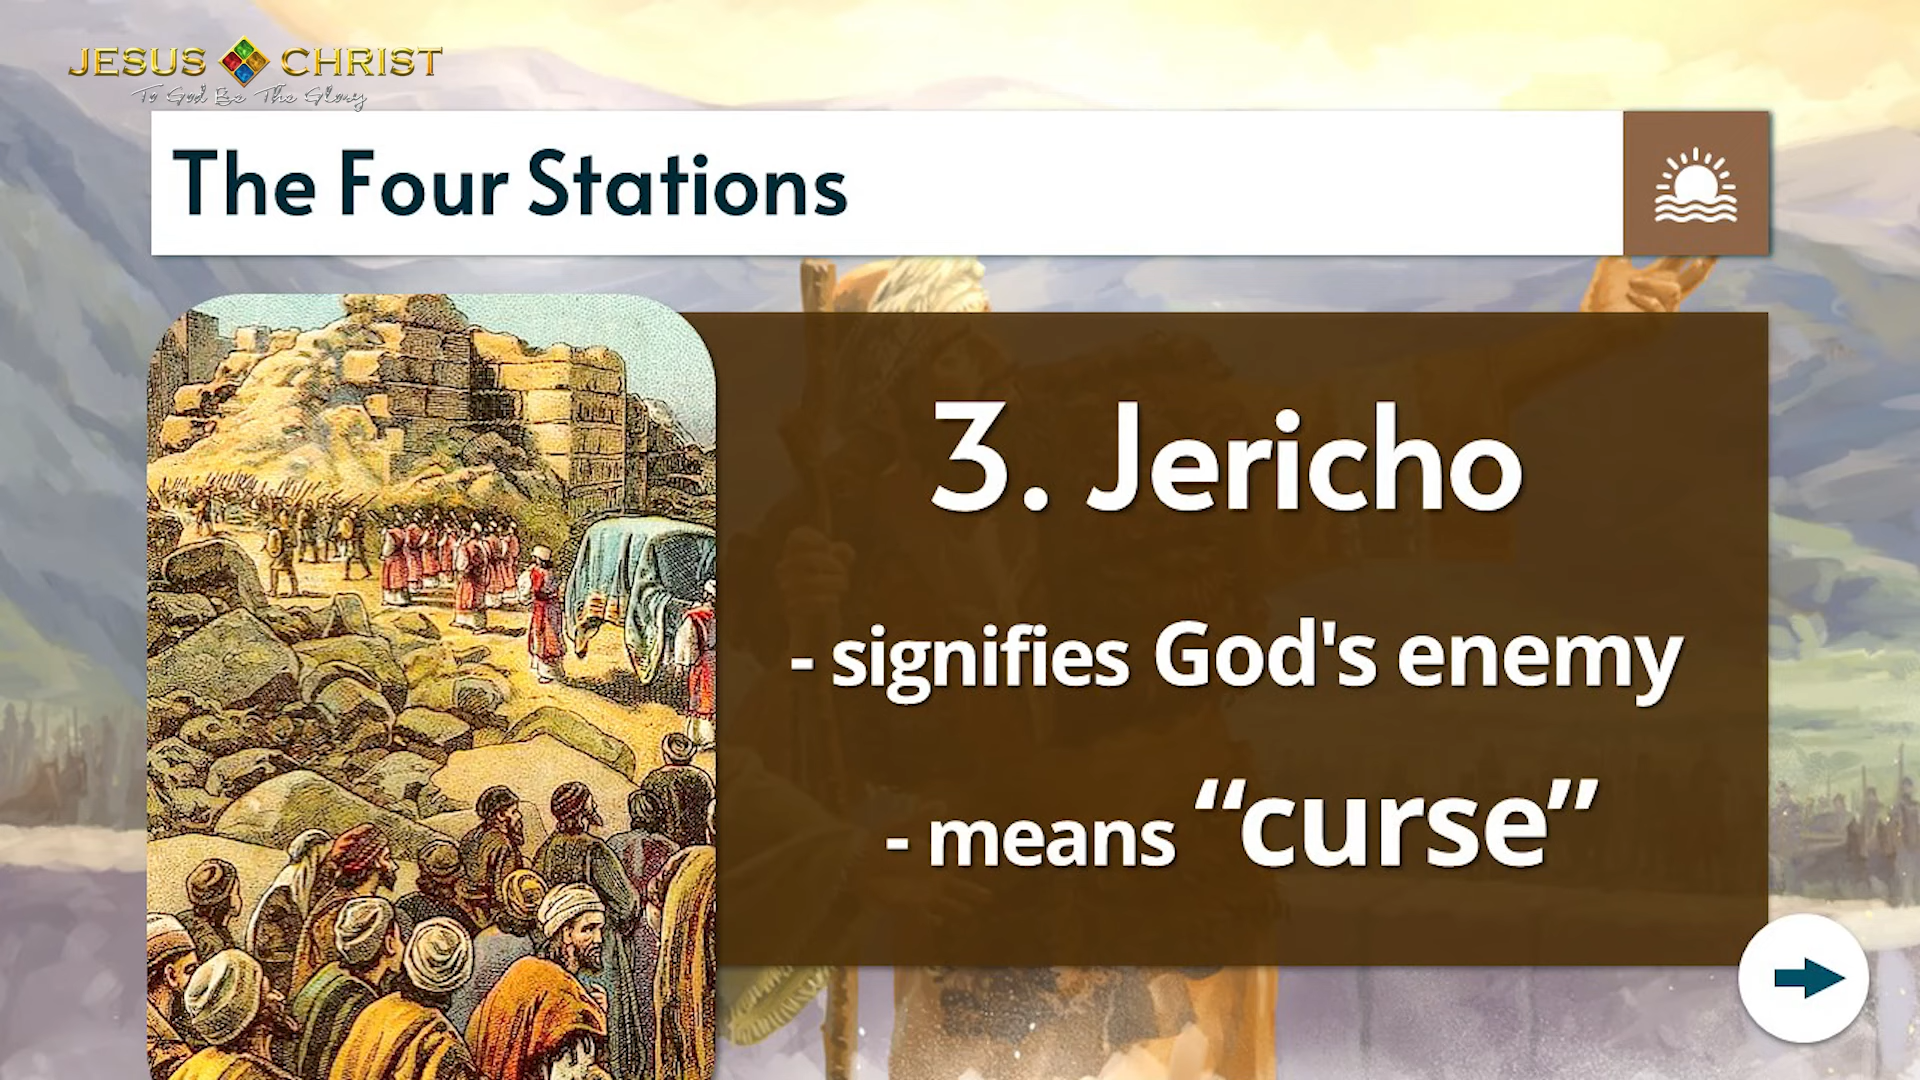 JESUS CHRIST
To God Be The Glory
The Four Stations
3. Jericho
- signifies God's enemy
- means “curse”